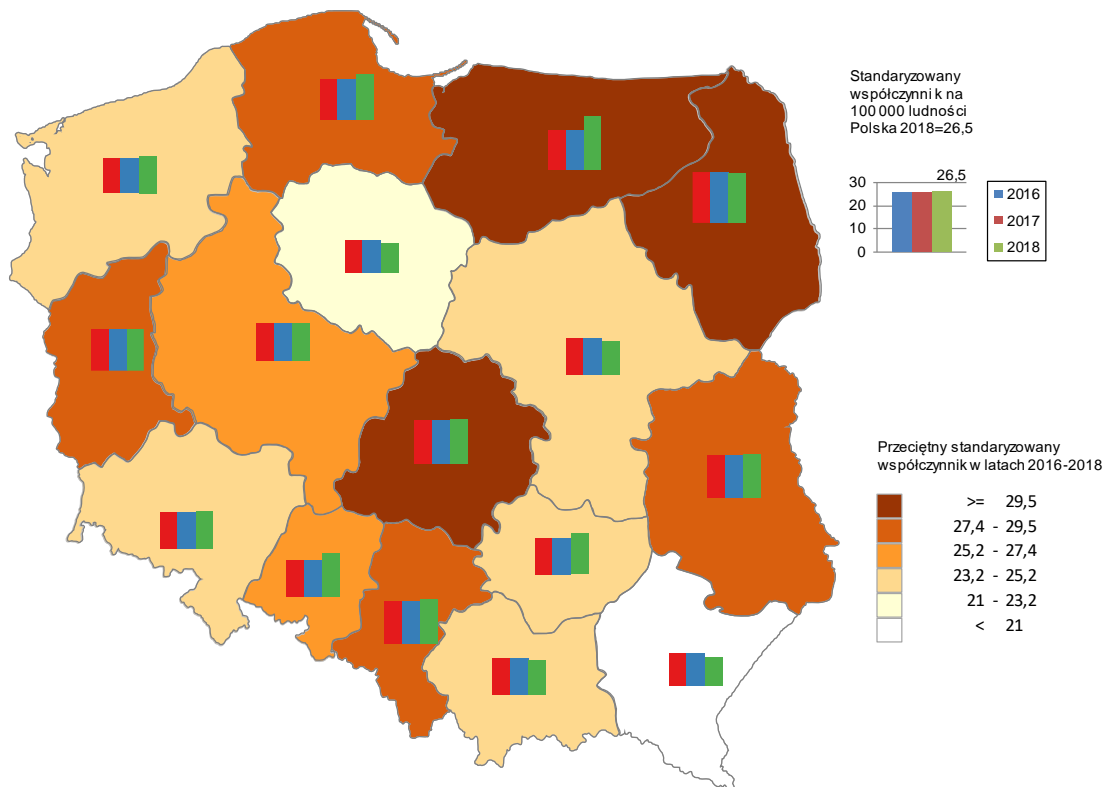 Standaryzowany
współczynni k na
100 000 ludności
Polska 2018=26,5
26,5
30
20
10
0
2016
2017
2018
Przeciętny standaryzowany
współczynnik w latach 2016-2018
>= 29,5
27,4 - 29,5
25,2 - 27,4
23,2 - 25,2
21 - 23,2
< 21